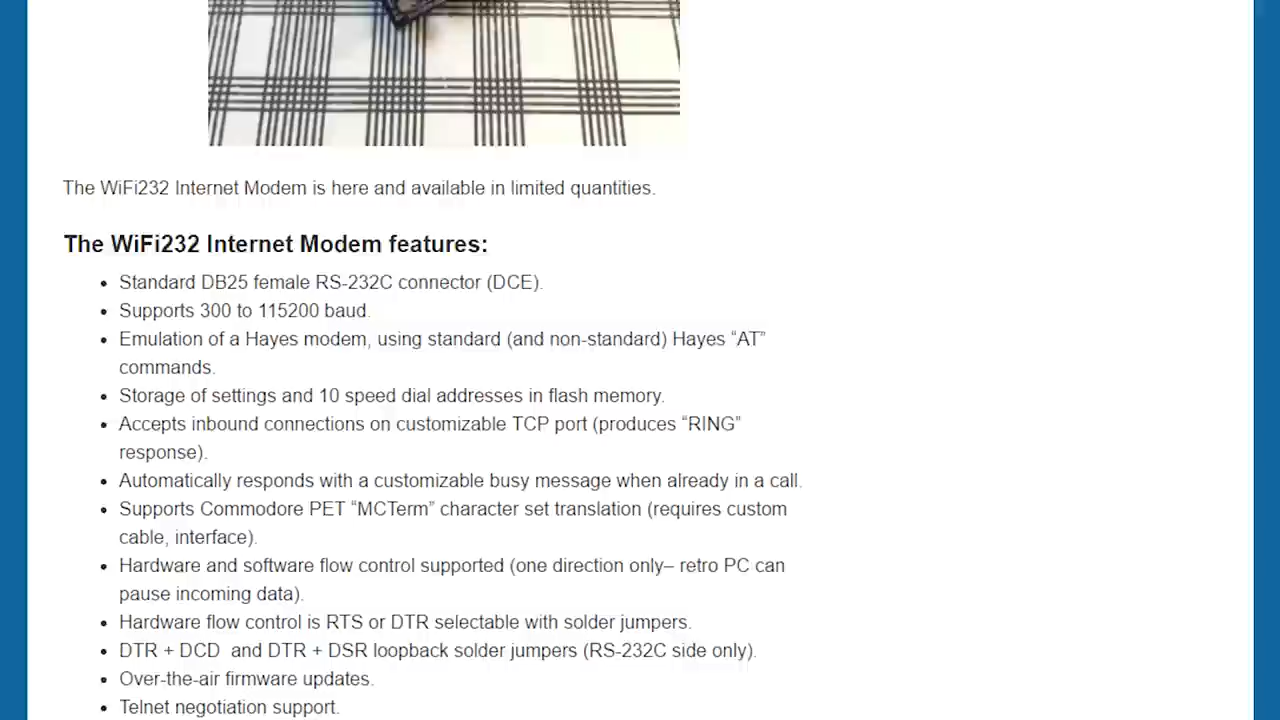 The WiFi232 Internet Modem is here and available in limited quantities.
The WiFi232 Internet Modem features:
Standard DB25 female RS-232C connector (DCE).
Supports 300 to 115200 baud.
Emulation of a Hayes modem, using standard (and non-standard) Hayes “AT”
commands.
Storage of settings and 10 speed dial addresses in flash memory.
Accepts inbound connections on customizable TCP port (produces “RING”
response).
Automatically responds with a customizable busy message when already in a call.
Supports Commodore PET “MCTerm” character set translation (requires custom
cable, interface).
Hardware and software flow control supported (one direction only– retro PC can
pause incoming data).
Hardware flow control is RTS or DTR selectable with solder jumpers.
DTR + DCD  and DTR + DSR loopback solder jumpers (RS-232C side only).
Over-the-air firmware updates.
Telnet negotiation support.